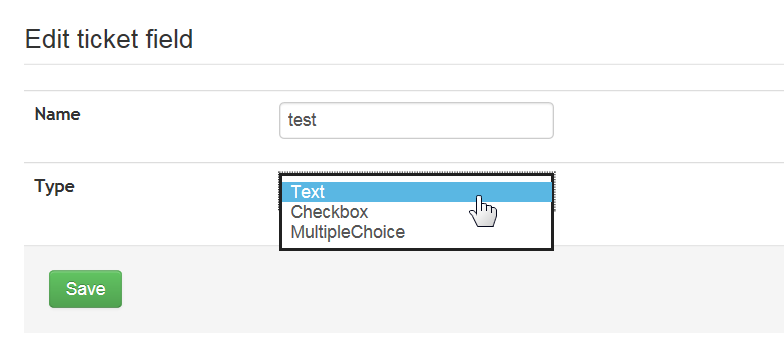 Edit ticket field
Name
test
Type
Text
Checkbox
MultipleChoice
Save